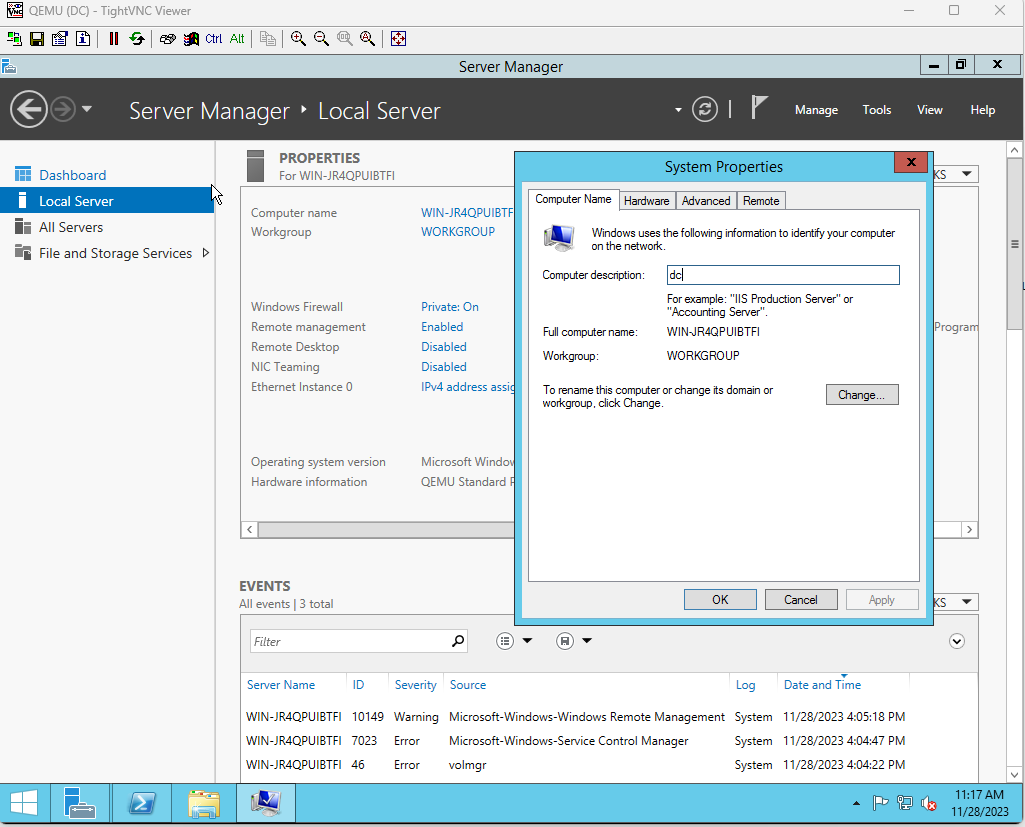 QEMU (DC) - TightVNC Viewer
Ctrl Alt
Server Manager
Server Manager ‣ Local Server
Manage Tools View Help
Dashboard
Local Server
All Servers
File and Storage Services
PROPERTIES
For WIN-JR4QPUIBTFI
KS
Computer name WIN-JR4QPUIBTF
Workgroup WORKGROUP
Windows Firewall Private: On
Remote management Enabled
Remote Desktop Disabled
NIC Teaming Disabled
Ethernet Instance 0 IPv4 address assig
Operating system version Microsoft Window
Hardware information QEMU Standard P
Program
System Properties
x
Computer Name Hardware Advanced Remote
Windows uses the following information to identify your computer
on the network.
Computer description: dc
For example: "IIS Production Server" or
"Accounting Server".
Full computer name: WIN-JR4QPUIBTFI
Workgroup: WORKGROUP
To rename this computer or change its domain or
workgroup, click Change.
Change...
OK Cancel Apply
EVENTS
All events | 3 total
KS
Filter
Server Name ID Severity Source Log Date and Time
WIN-JR4QPUIBTFI 10149 Warning Microsoft-Windows-Windows Remote Management System 11/28/2023 4:05:18 PM
WIN-JR4QPUIBTFI 7023 Error Microsoft-Windows-Service Control Manager System 11/28/2023 4:04:47 PM
WIN-JR4QPUIBTFI 46 Error volmgr System 11/28/2023 4:04:22 PM
11:17 AM
11/28/2023